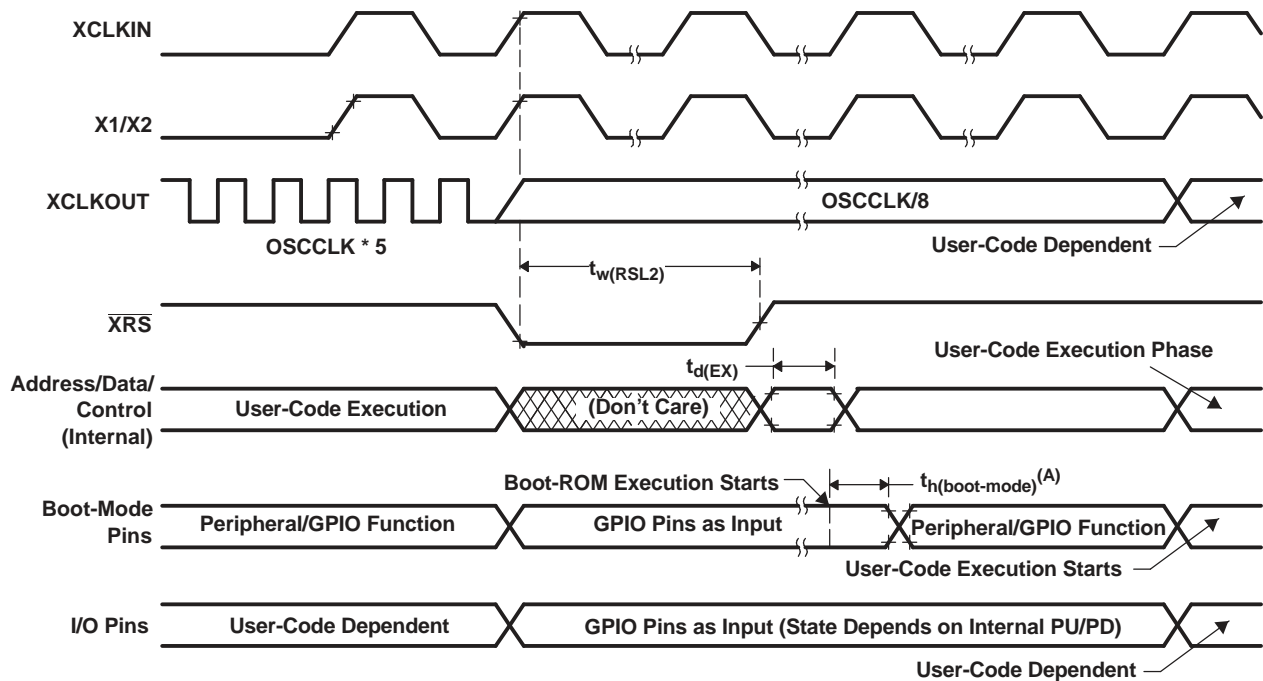 XCLKIN
X1/X2
XCLKOUT
OSCCLK * 5
OSCCLK/8
User-Code Dependent
tw(RSL2)
XRS
User-Code Execution Phase
td(EX)
Address/Data/
Control
(Internal)
User-Code Execution
(Don't Care)
Boot-ROM Execution Starts
th(boot-mode)(A)
Boot-Mode
Pins
Peripheral/GPIO Function
GPIO Pins as Input
Peripheral/GPIO Function
User-Code Execution Starts
I/O Pins
User-Code Dependent
GPIO Pins as Input (State Depends on Internal PU/PD)
User-Code Dependent